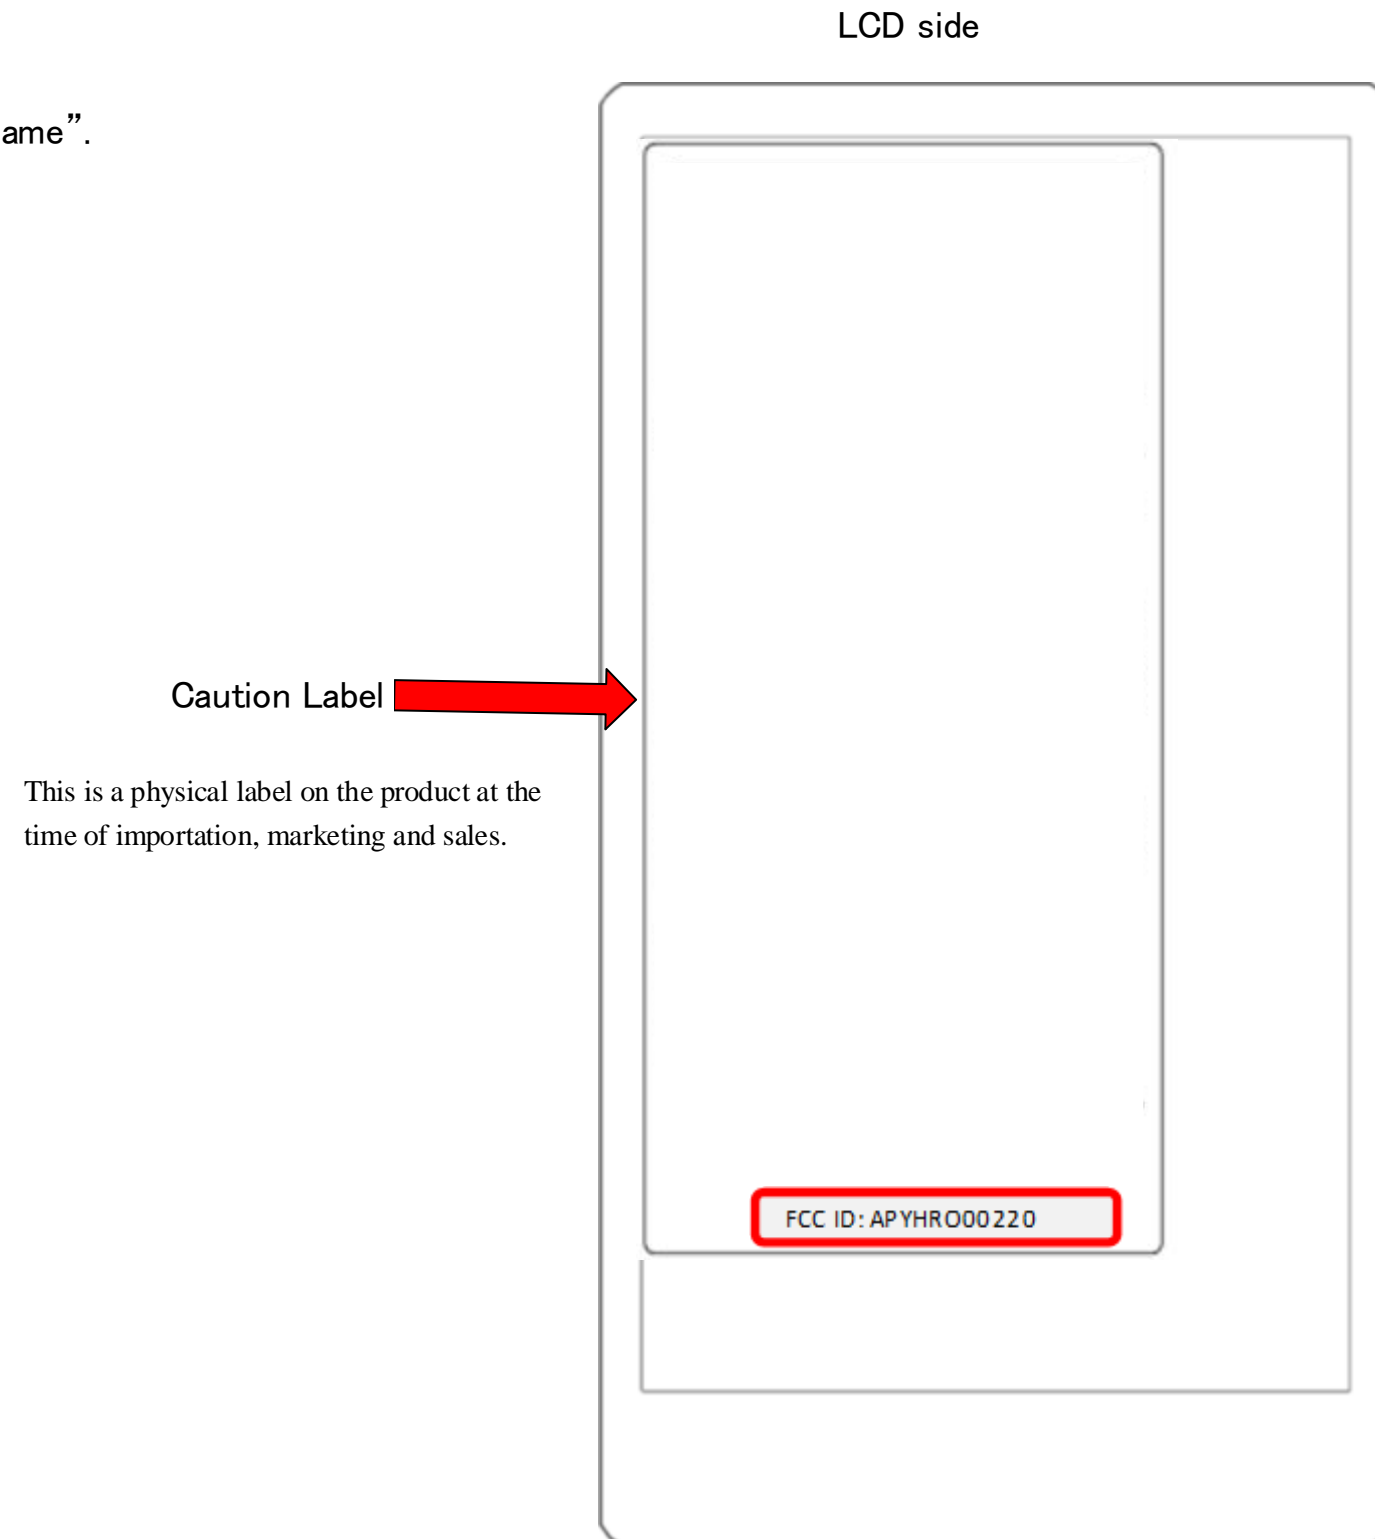 LCD side
ame”.
Caution Label
This is a physical label on the product at the
time of importation, marketing and sales.
FCC ID: APYHRO00220